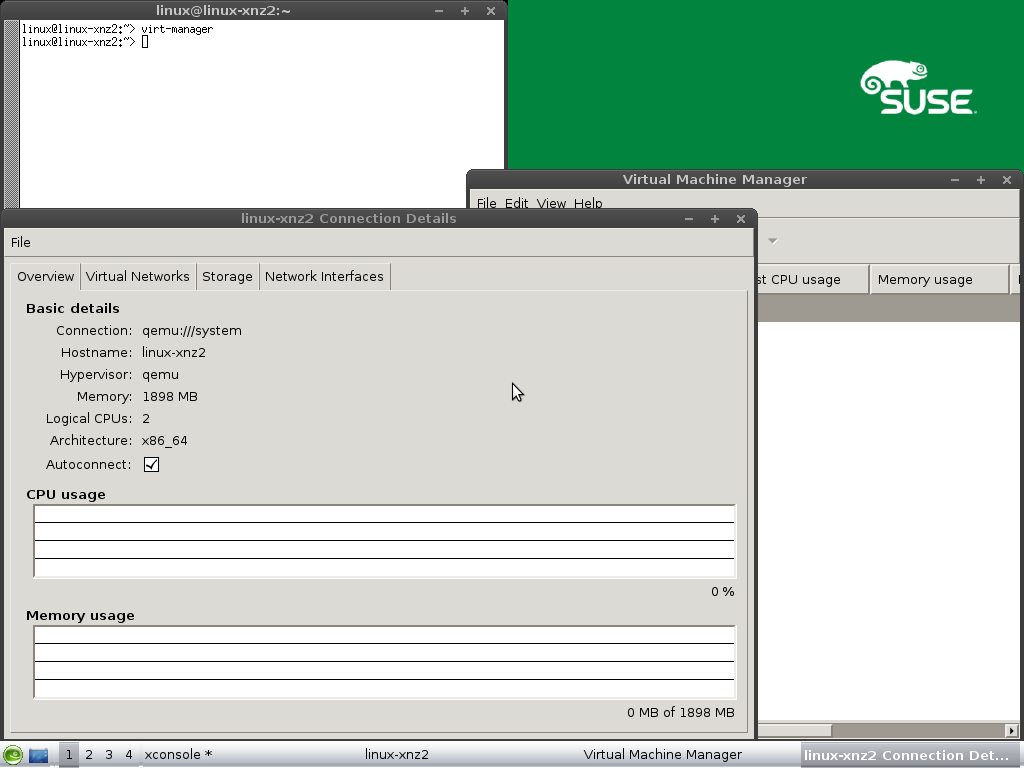 linux@linux-xnz2:~
linux@linux-xnz2:~> virt-manager
linux@linux-xnz2:~>
SUSE
Virtual Machine Manager
File Edit View Help
CPU usage
Memory usage
linux-xnz2 Connection Details
File
Overview
Virtual Networks
Storage
Network Interfaces
Basic details
Connection: qemu:///system
Hostname: linux-xnz2
Hypervisor: qemu
Memory: 1898 MB
Logical CPUs: 2
Architecture: x86_64
Autoconnect:
CPU usage
0 %
Memory usage
0 MB of 1898 MB
1 2 3 4 xconsole * linux-xnz2 Virtual Machine Manager linux-xnz2 Connection Det...